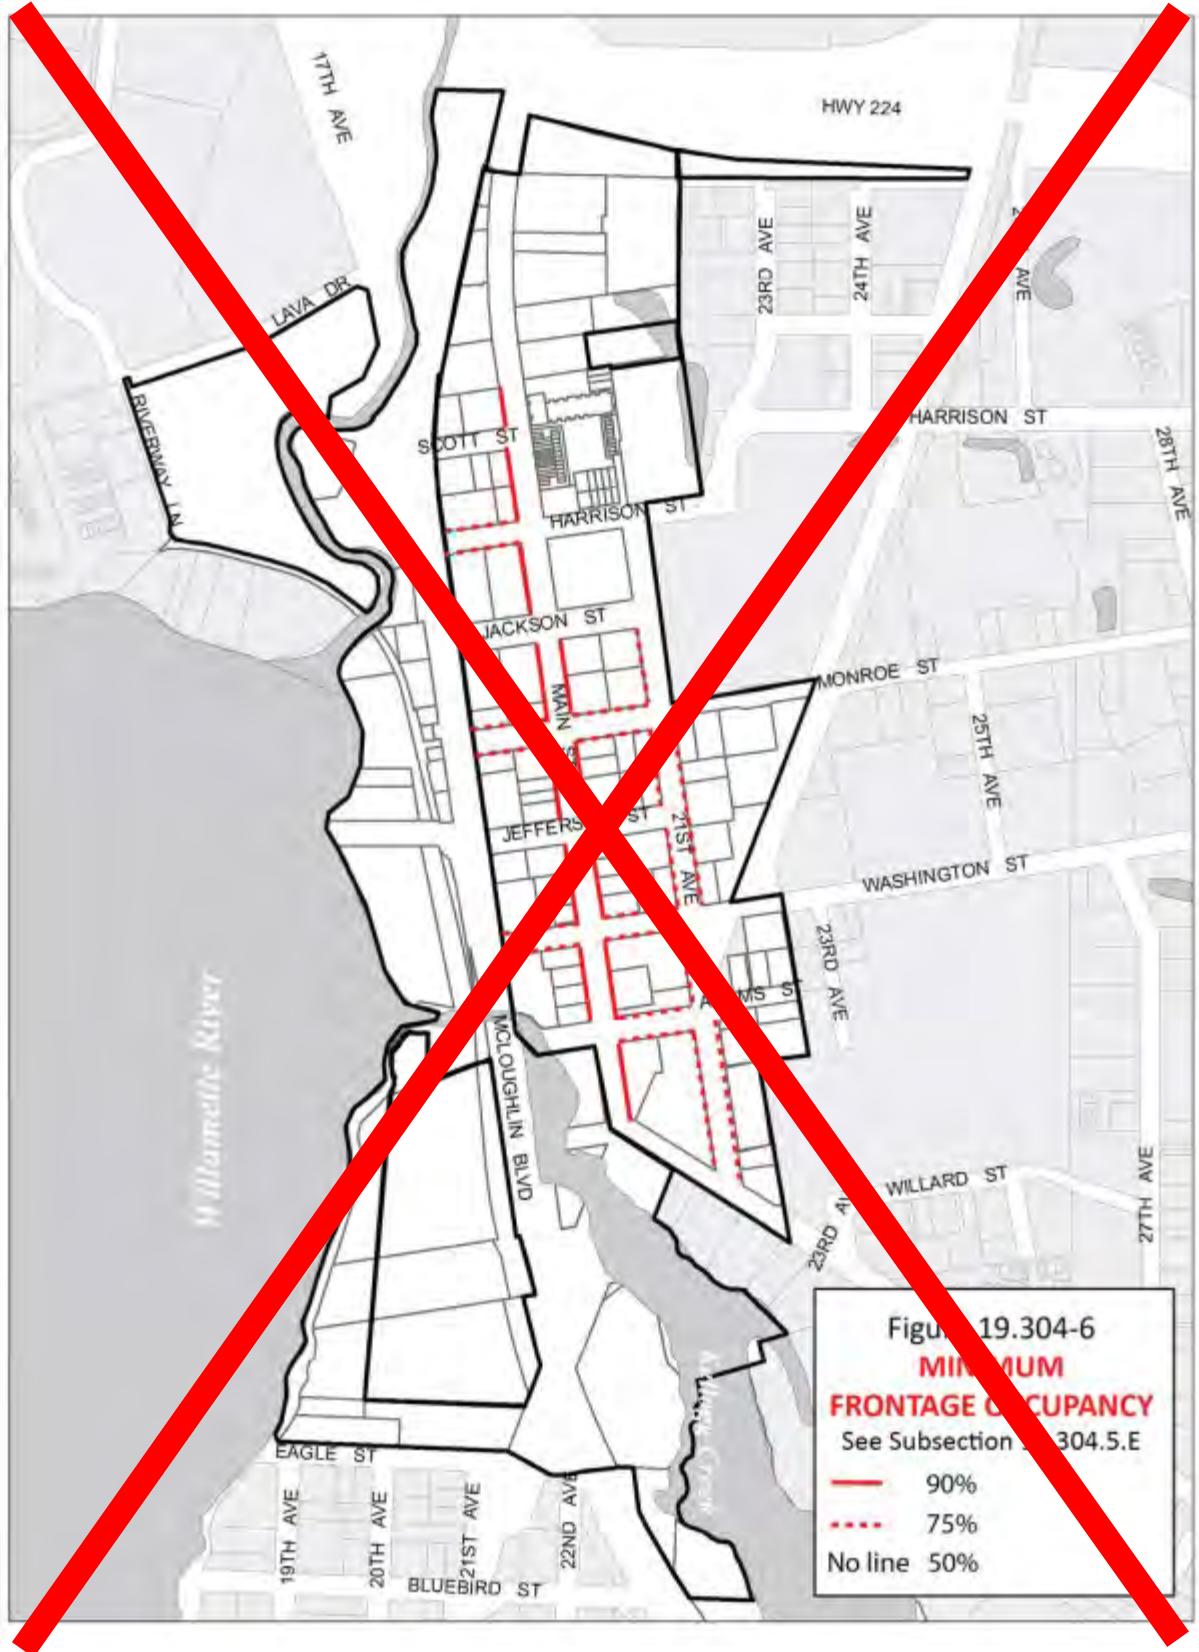 17TH AVE
HWY 224
23RD AVE
24TH AVE
AVE
LAVA DR
RIVERWAY LN
SCOTT ST
HARRISON ST
HARRISON ST
28TH AVE
JACKSON ST
MONROE ST
MAIN
25TH AVE
JEFFERS ST
21ST AVE
WASHINGTON ST
23RD AVE
MS ST
Willamette River
MCLOUGHLIN BLVD
WILLARD ST
27TH AVE
23RD
Figu 19.304-6
MIN MUM
FRONTAGE O CUPANCY
See Subsection 304.5.E
90%
75%
No line 50%
EAGLE ST
19TH AVE
20TH AVE
21ST AVE
22ND AVE
BLUEBIRD ST